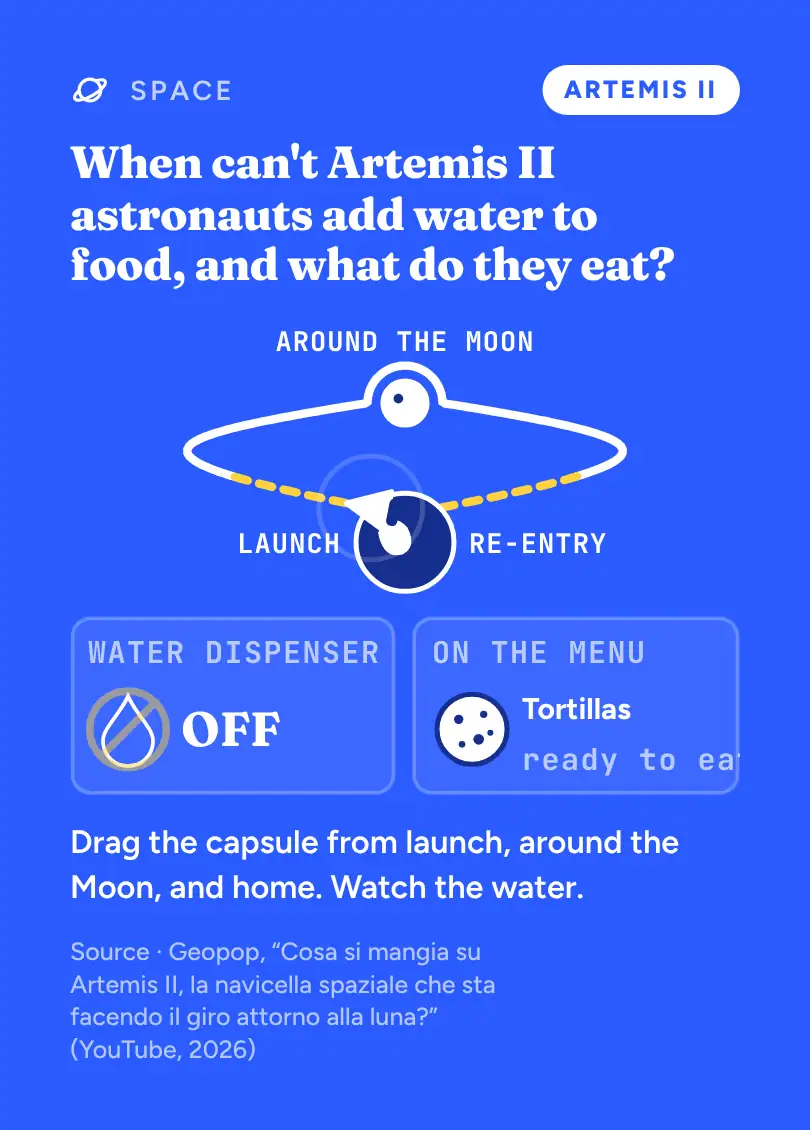 SPACE
ARTEMIS II
When can't Artemis II
astronauts add water to
food, and what do they eat?
AROUND THE MOON
LAUNCH
RE-ENTRY
WATER DISPENSER
OFF
ON THE MENU
Tortillas
ready to ea
Drag the capsule from launch, around the
Moon, and home. Watch the water.
Source · Geopop, “Cosa si mangia su
Artemis II, la navicella spaziale che sta
facendo il giro attorno alla luna?”
(YouTube, 2026)